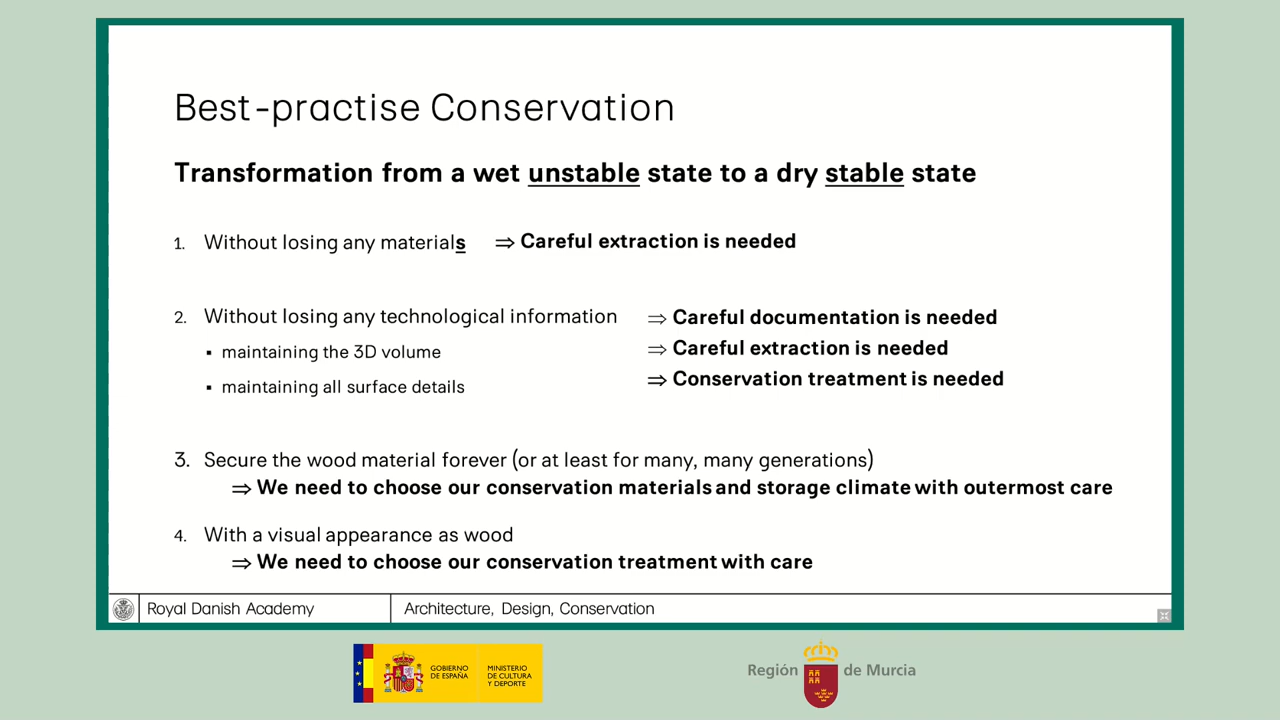 Best-practise Conservation
Transformation from a wet unstable state to a dry stable state
1. Without losing any materials ⇒ Careful extraction is needed
2. Without losing any technological information ⇒ Careful documentation is needed
▪ maintaining the 3D volume ⇒ Careful extraction is needed
▪ maintaining all surface details ⇒ Conservation treatment is needed
3. Secure the wood material forever (or at least for many, many generations)
⇒ We need to choose our conservation materials and storage climate with outermost care
4. With a visual appearance as wood
⇒ We need to choose our conservation treatment with care
Royal Danish Academy Architecture, Design, Conservation
GOBIERNO
DE ESPAÑA
MINISTERIO
DE CULTURA
Y DEPORTE
Región de Murcia